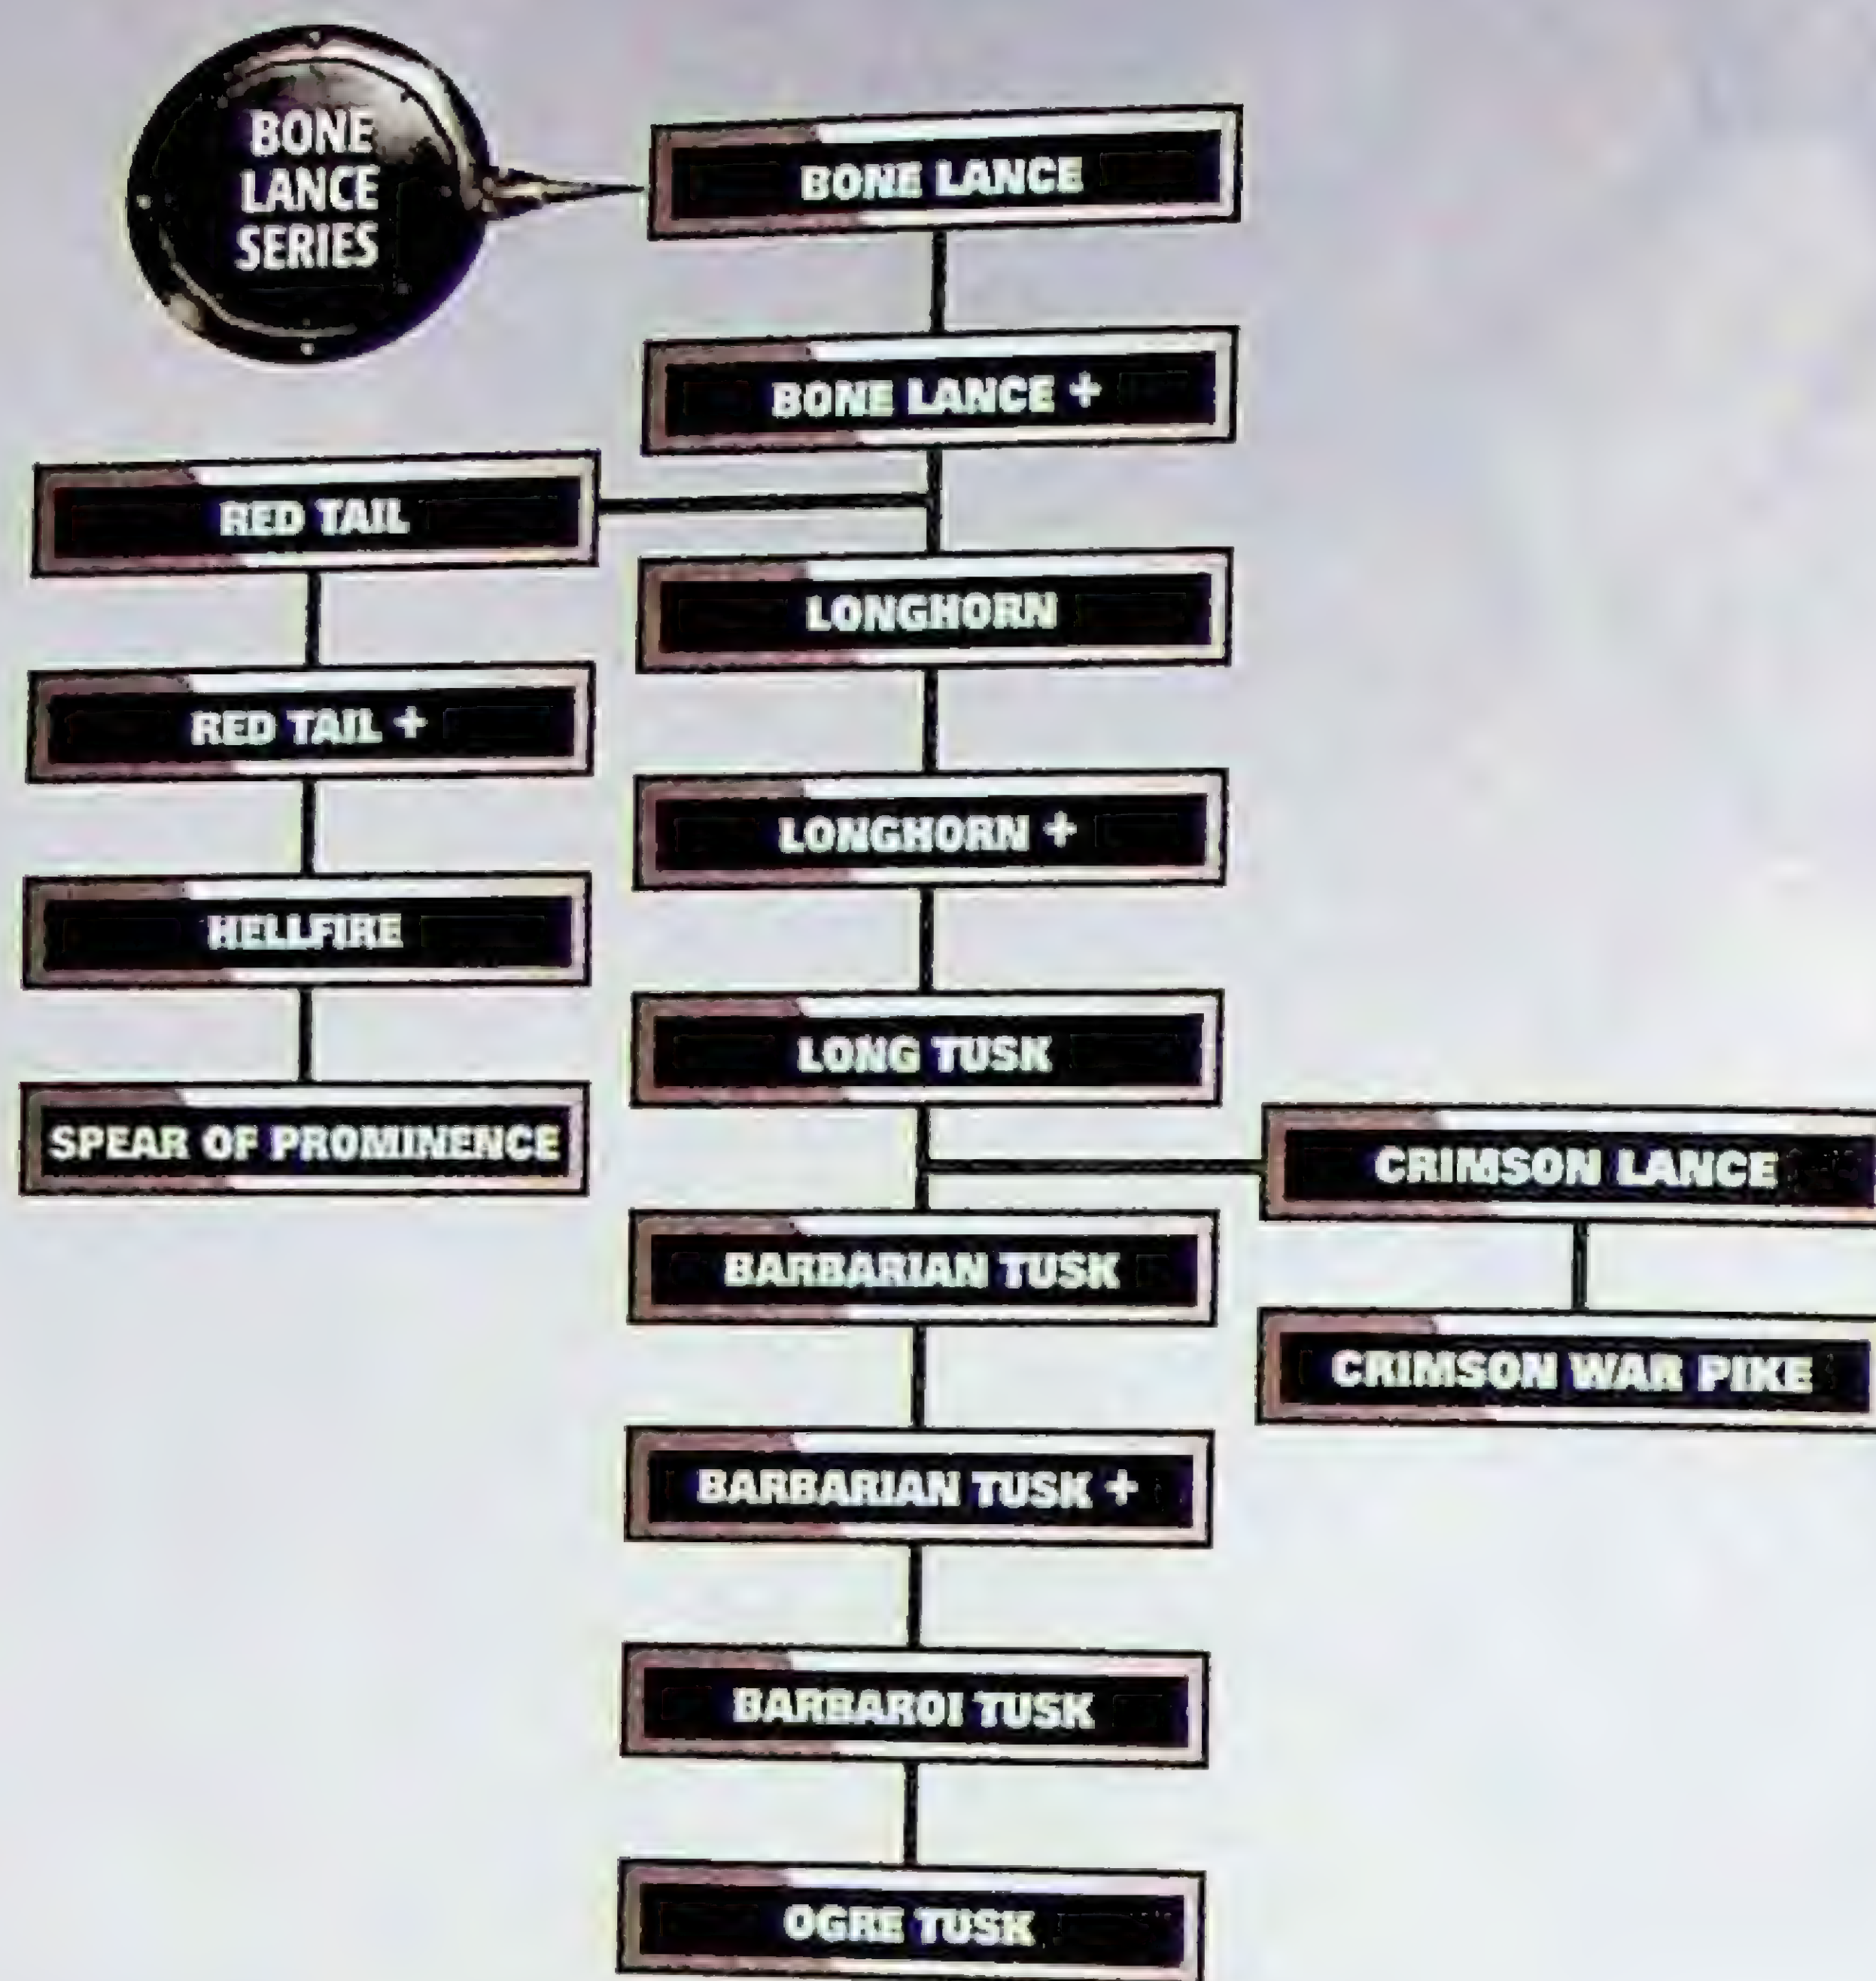 BONE
LANCE
SERIES
BONE LANCE
BONE LANCE +
RED TAIL
LONGHORN
RED TAIL +
LONGHORN +
HELLFIRE
LONG TUSK
SPEAR OF PROMINENCE
CRIMSON LANCE
BARBARIAN TUSK
CRIMSON WAR PIKE
BARBARIAN TUSK +
BARBAROI TUSK
OGRE TUSK